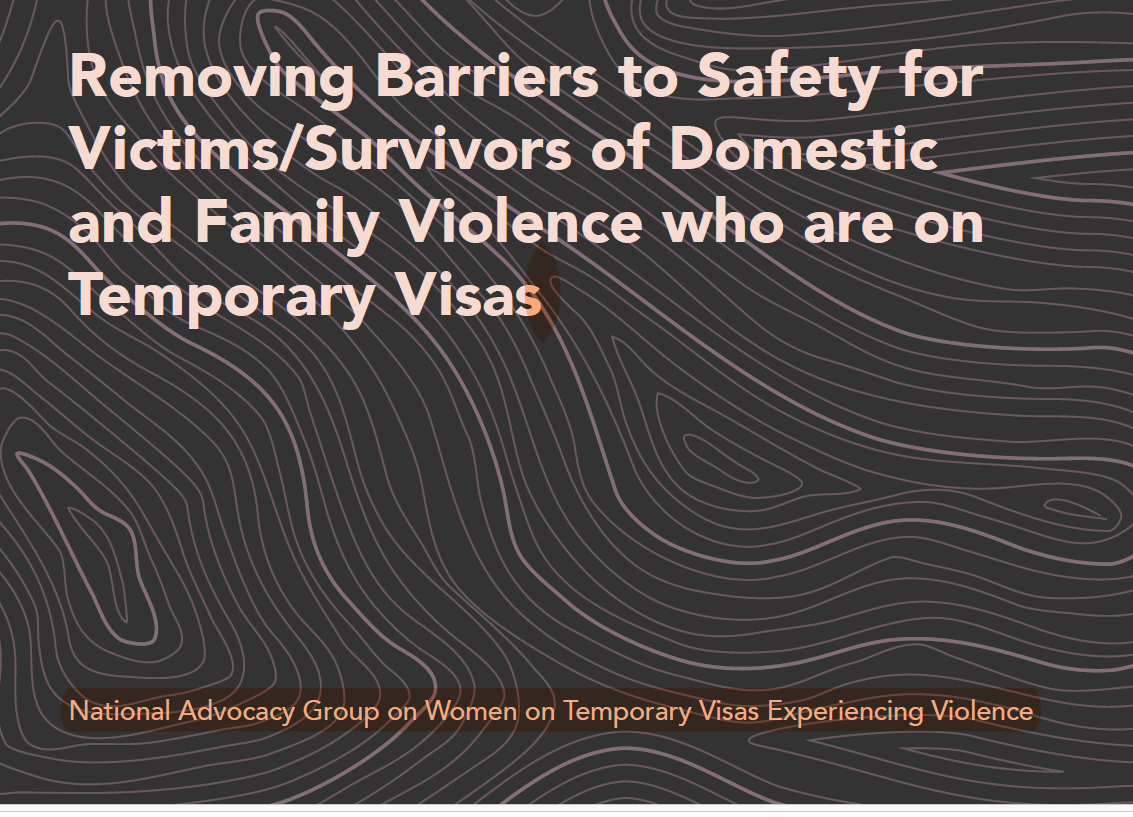 Removing Barriers to Safety for
Victims/Survivors of Domestic
and Family Violence who are on
Temporary Visas
National Advocacy Group on Women on Temporary Visas Experiencing Violence